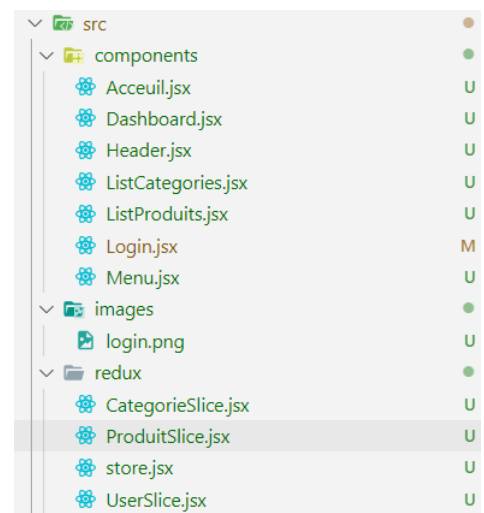 src
components
Acceuil.jsx U
Dashboard.jsx U
Header.jsx U
ListCategories.jsx U
ListProduits.jsx U
Login.jsx M
Menu.jsx U
images
login.png U
redux
CategorieSlice.jsx U
ProduitSlice.jsx U
store.jsx U
UserSlice.jsx U